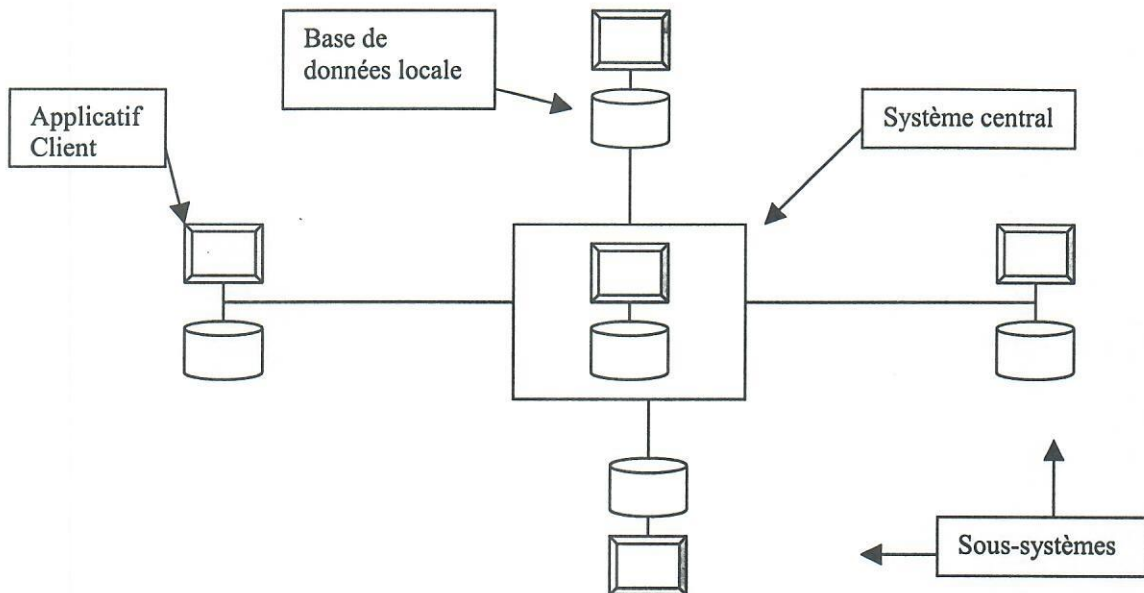 Base de
données locale
Applicatif
Client
Système central
Sous-systèmes